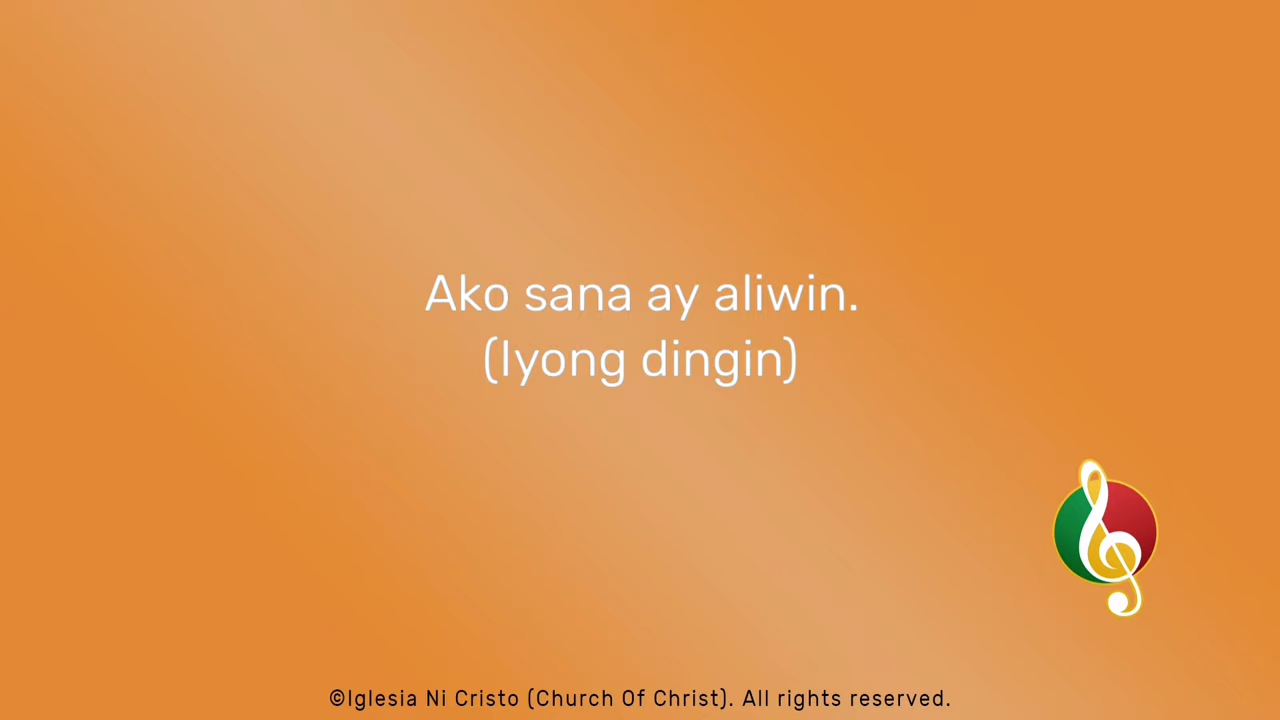 Ako sana ay aliwin.
(Iyong dingin)
©Iglesia Ni Cristo (Church Of Christ). All rights reserved.